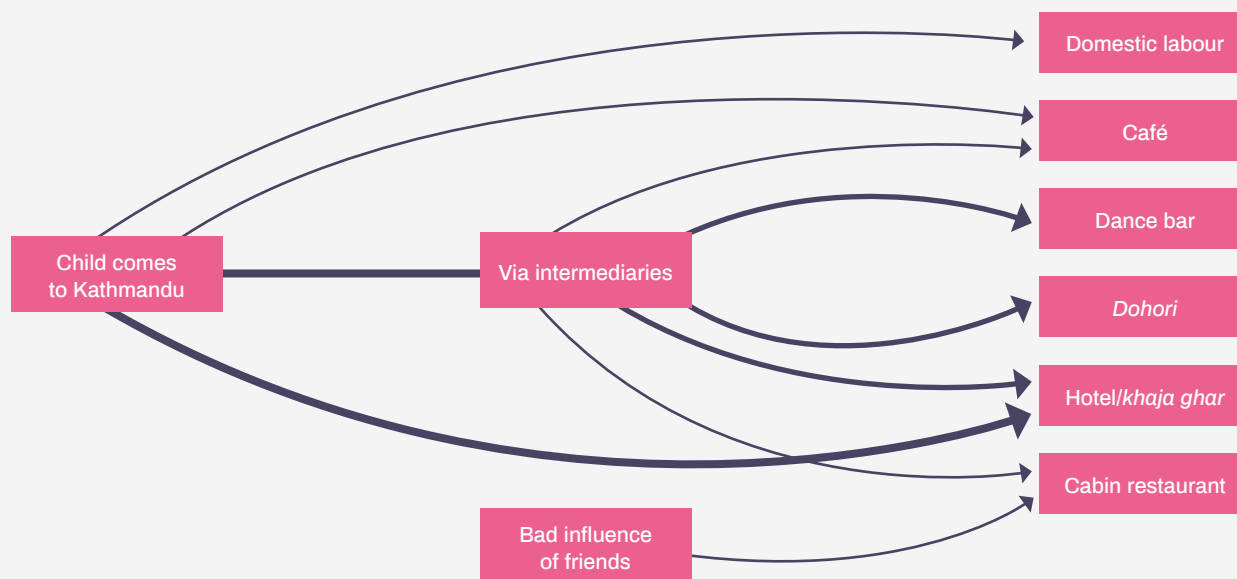 Domestic labour
Café
Dance bar
Child comes
to Kathmandu
Via intermediaries
Dohori
Hotel/khaja ghar
Cabin restaurant
Bad influence
of friends